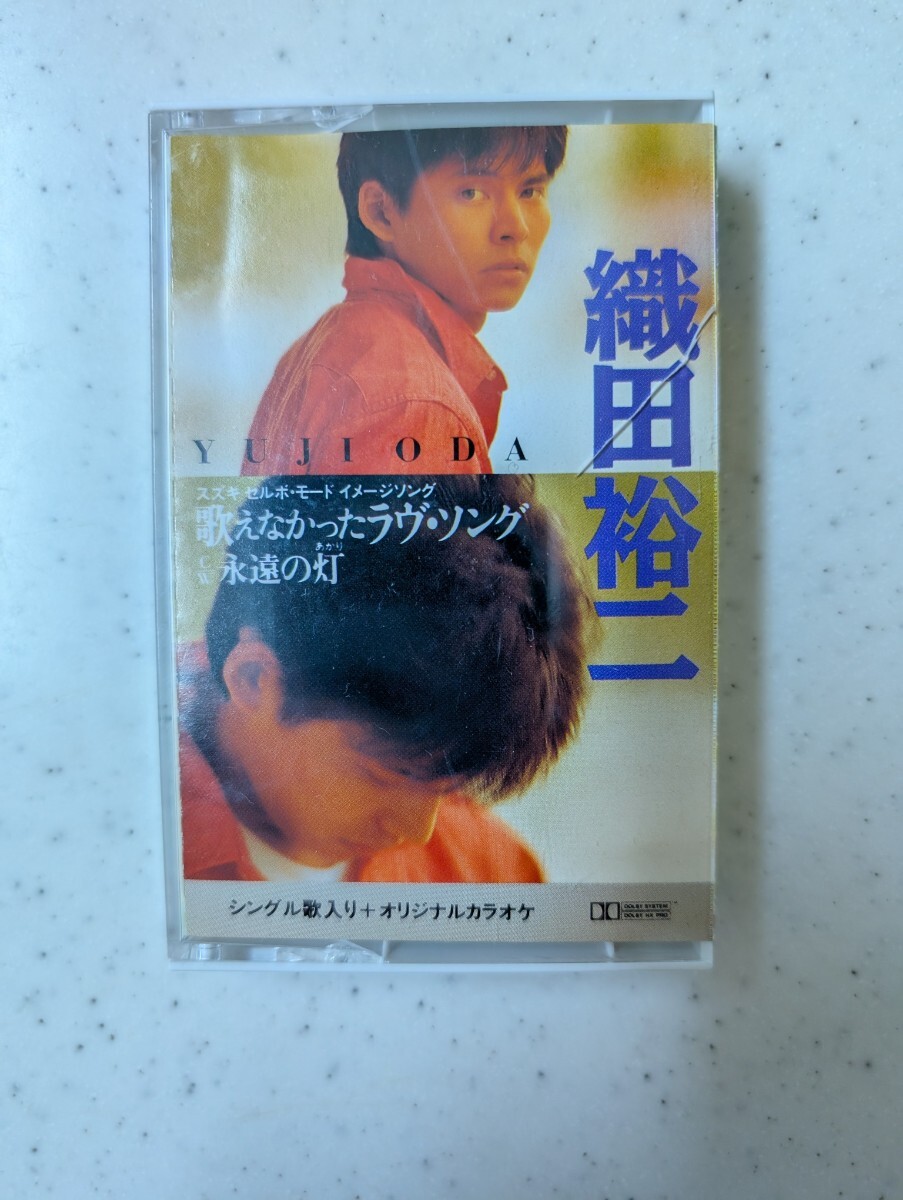 織田裕二
YUJI ODA
スズキ セルボ・モード イメージソング
歌えなかったラヴ・ソング
あかり
C/W 永遠の灯
シングル歌入り+オリジナルカラオケ
DOLBY SYSTEM
DOLBY HX PRO